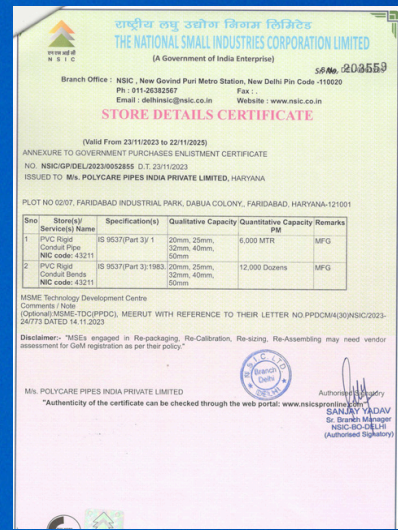 राष्ट्रीय लघु उद्योग निगम लिमिटेड
THE NATIONAL SMALL INDUSTRIES CORPORATION LIMITED
(A Government of India Enterprise)
एन एस आई सी
N S I C
203553
Branch Office : NSIC , New Govind Puri Metro Station, New Delhi Pin Code -110020
Ph : 011-26382567 Fax : .
Email : delhinsic@nsic.co.in Website : www.nsic.co.in
STORE DETAILS CERTIFICATE
(Valid From 23/11/2023 to 22/11/2025)
ANNEXURE TO GOVERNMENT PURCHASES ENLISTMENT CERTIFICATE
NO. NSIC/GP/DEL/2023/0052855 D.T. 23/11/2023
ISSUED TO M/s. POLYCARE PIPES INDIA PRIVATE LIMITED, HARYANA
PLOT NO 02/07, FARIDABAD INDUSTRIAL PARK, DABUA COLONY,, FARIDABAD, HARYANA-121001
Sno Store(s)/ Service(s) Name Specification(s) Qualitative Capacity Quantitative Capacity PM Remarks
1 PVC Rigid Conduit Pipe NIC code: 43211 IS 9537(Part 3)/ 1 20mm, 25mm, 32mm, 40mm, 50mm 6,000 MTR MFG
2 PVC Rigid Conduit Bends NIC code: 43211 IS 9537(Part 3):1983, 20mm, 25mm, 32mm, 40mm, 50mm 12,000 Dozens MFG
MSME Technology Development Centre
Comments / Note
(Optional):MSME-TDC(PPDC), MEERUT WITH REFERENCE TO THEIR LETTER NO.PPDCM/4(30)NSIC/2023-
24/773 DATED 14.11.2023
Disclaimer:- "MSEs engaged in Re-packaging, Re-Calibration, Re-sizing, Re-Assembling may need vendor
assessment for GeM registration as per their policy."
N.S.I.C. LTD
Branch
Delhi
DELHI
M/s. POLYCARE PIPES INDIA PRIVATE LIMITED Authorised Signatory
"Authenticity of the certificate can be checked through the web portal: www.nsicspronline.com"
SANJAY YADAV
Sr. Branch Manager
NSIC-BO-DELHI
(Authorised Signatory)